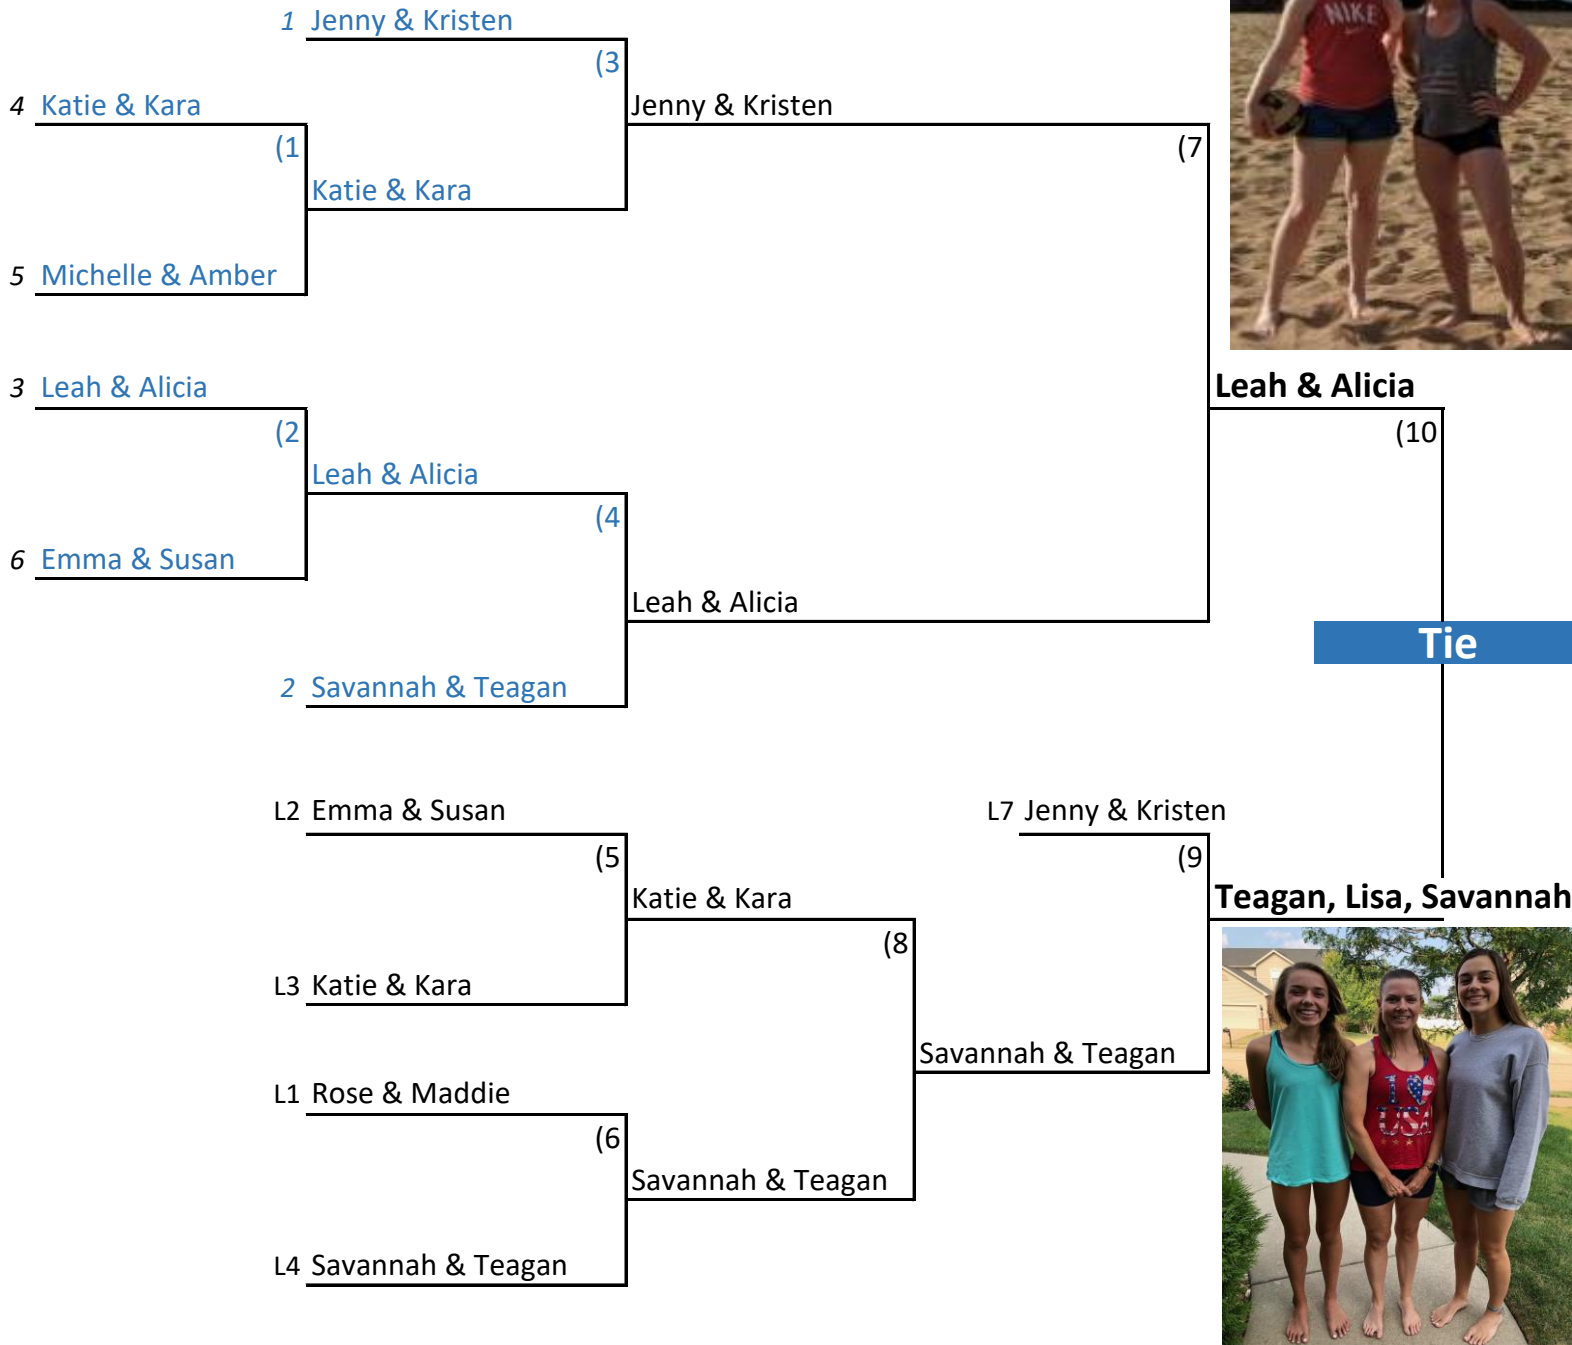 1 Jenny & Kristen
NIKE
(3
4 Katie & Kara
Jenny & Kristen
(1
(7
Katie & Kara
5 Michelle & Amber
3 Leah & Alicia
Leah & Alicia
(2
(10
Leah & Alicia
(4
6 Emma & Susan
Leah & Alicia
Tie
2 Savannah & Teagan
L2 Emma & Susan
L7 Jenny & Kristen
(5
(9
Katie & Kara
Teagan, Lisa, Savannah
(8
L3 Katie & Kara
Savannah & Teagan
L1 Rose & Maddie
I
USA
(6
Savannah & Teagan
L4 Savannah & Teagan